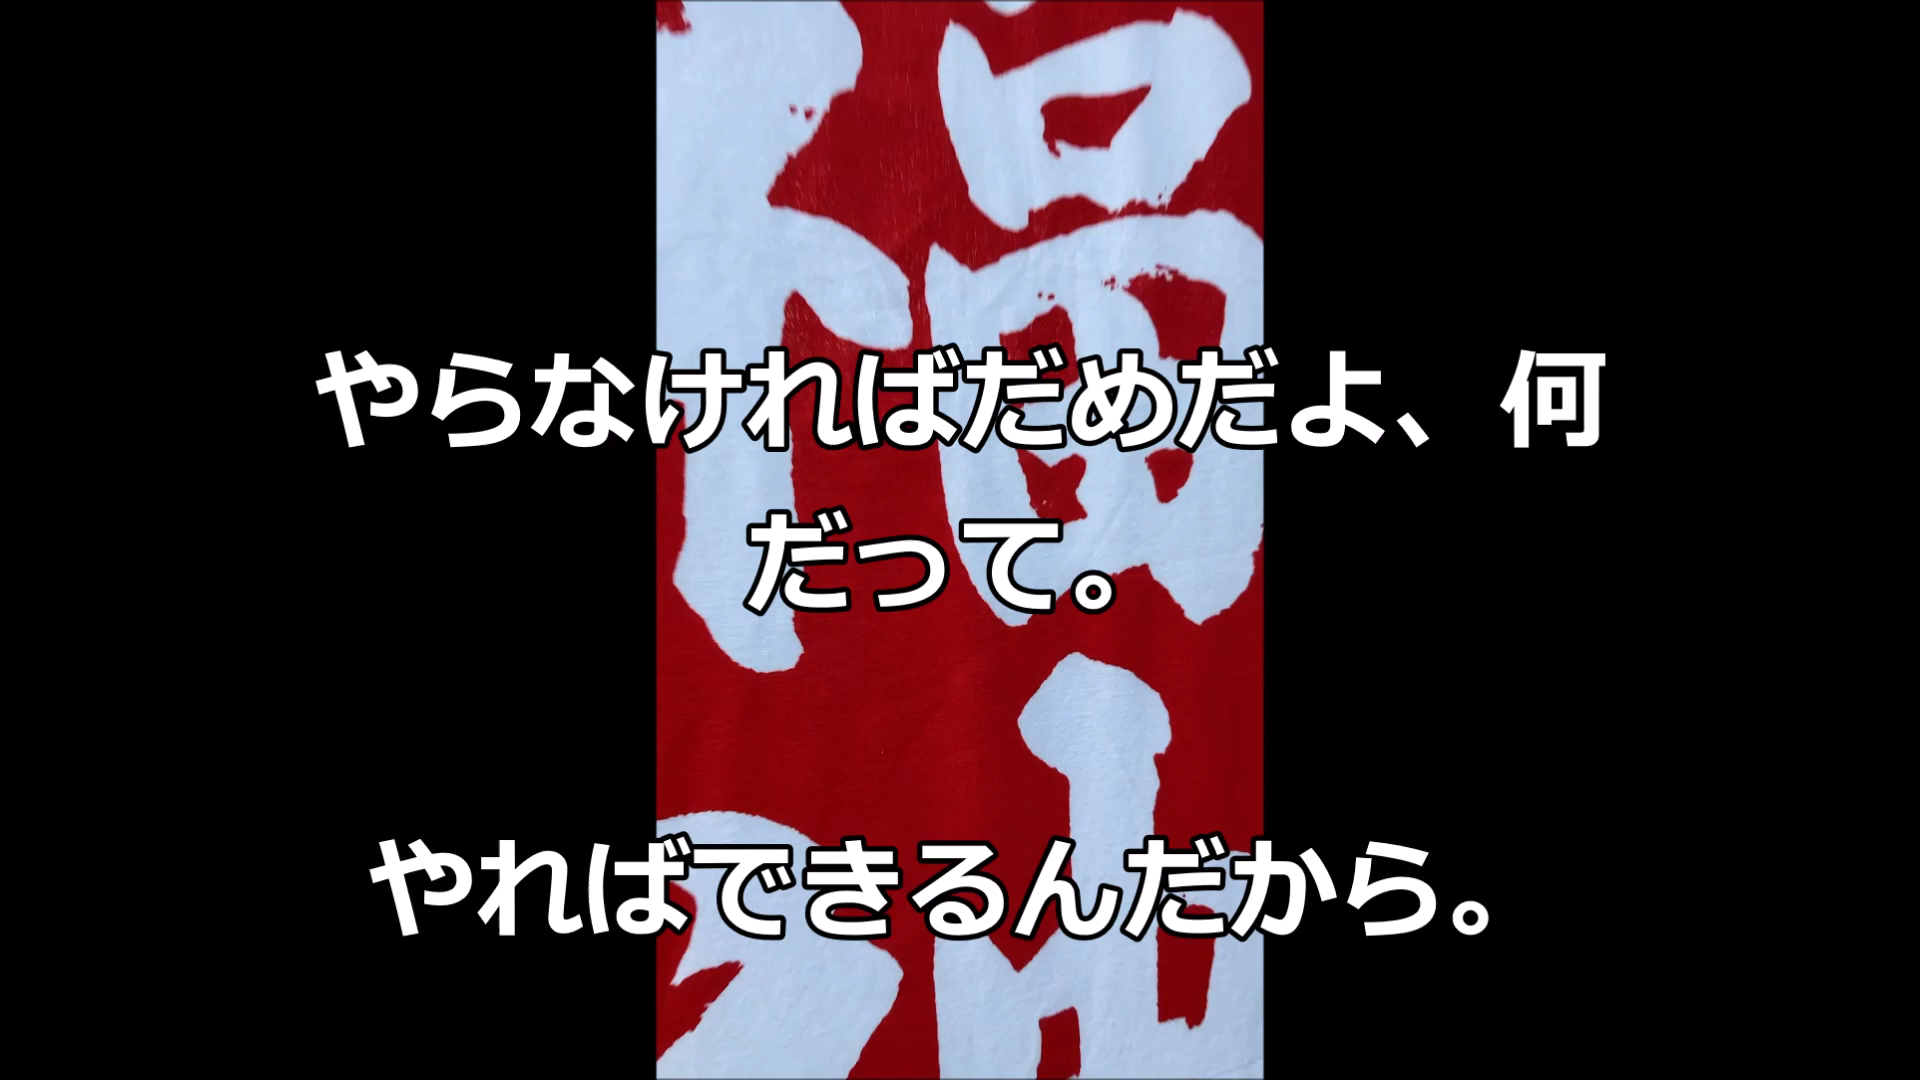 やらなければだめだよ、何
だって。
やればできるんだから。